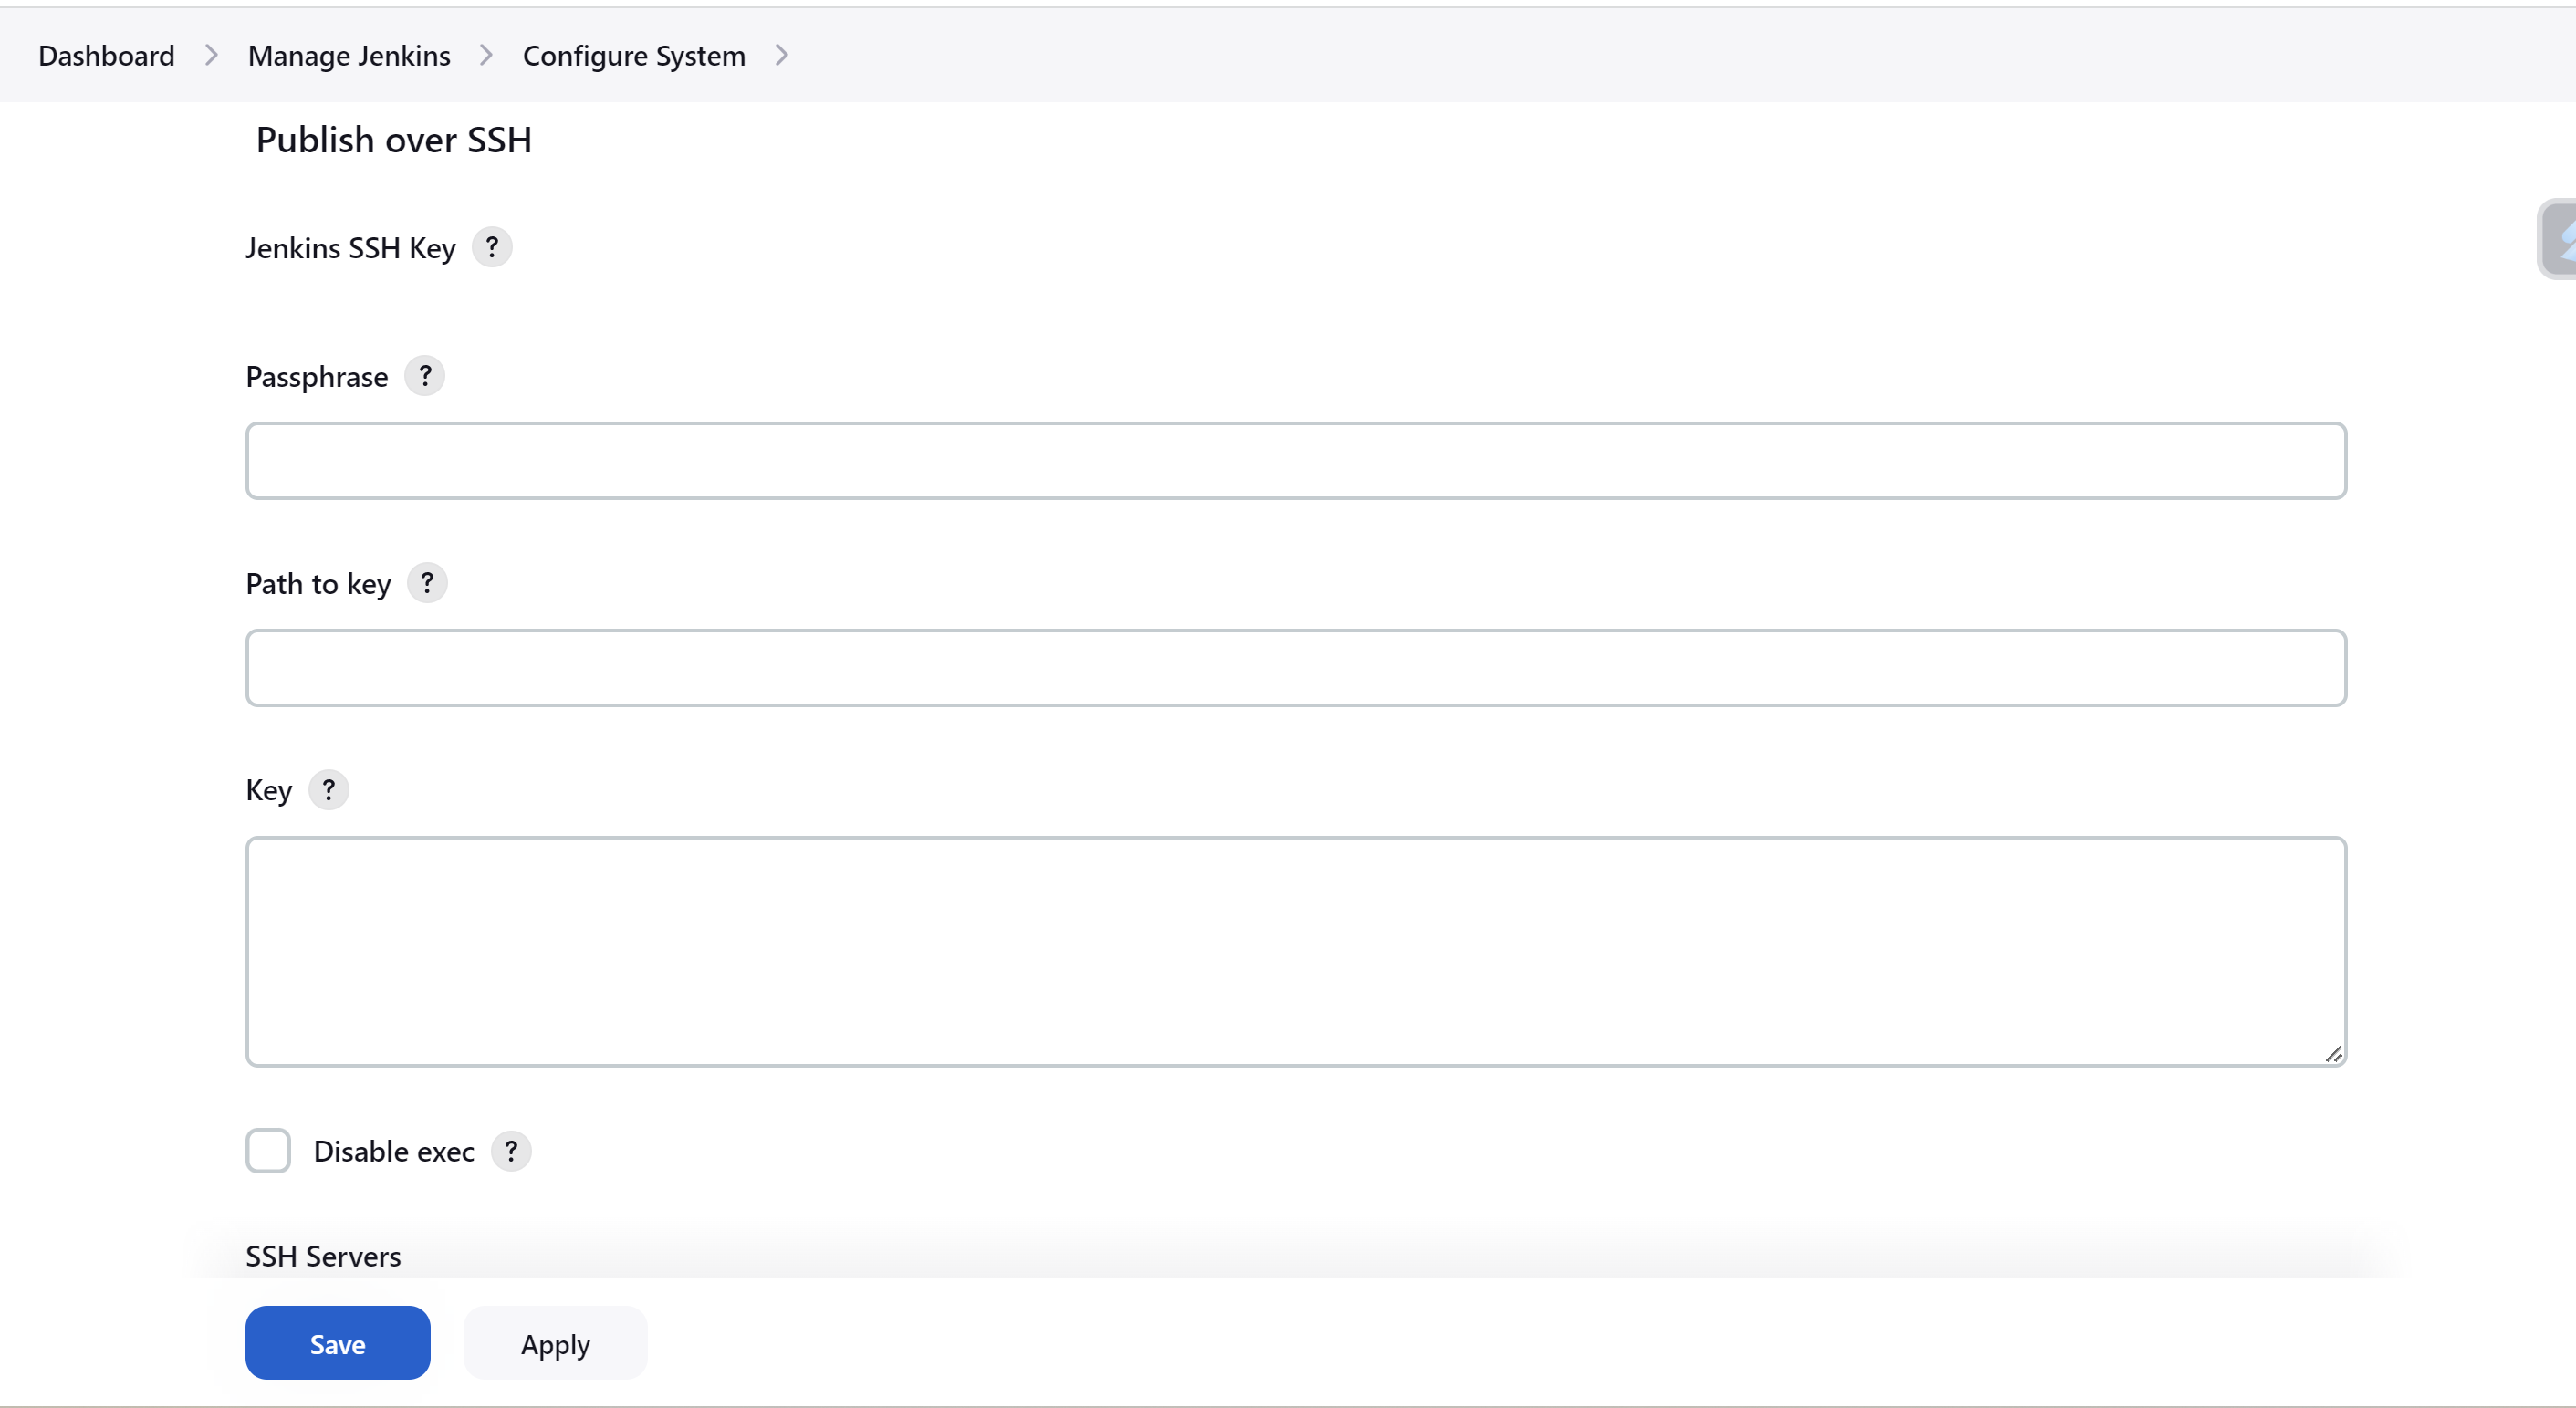 Dashboard > Manage Jenkins > Configure System >
Publish over SSH
Jenkins SSH Key ?
Passphrase ?
Path to key ?
Key ?
Disable exec ?
SSH Servers
Save Apply